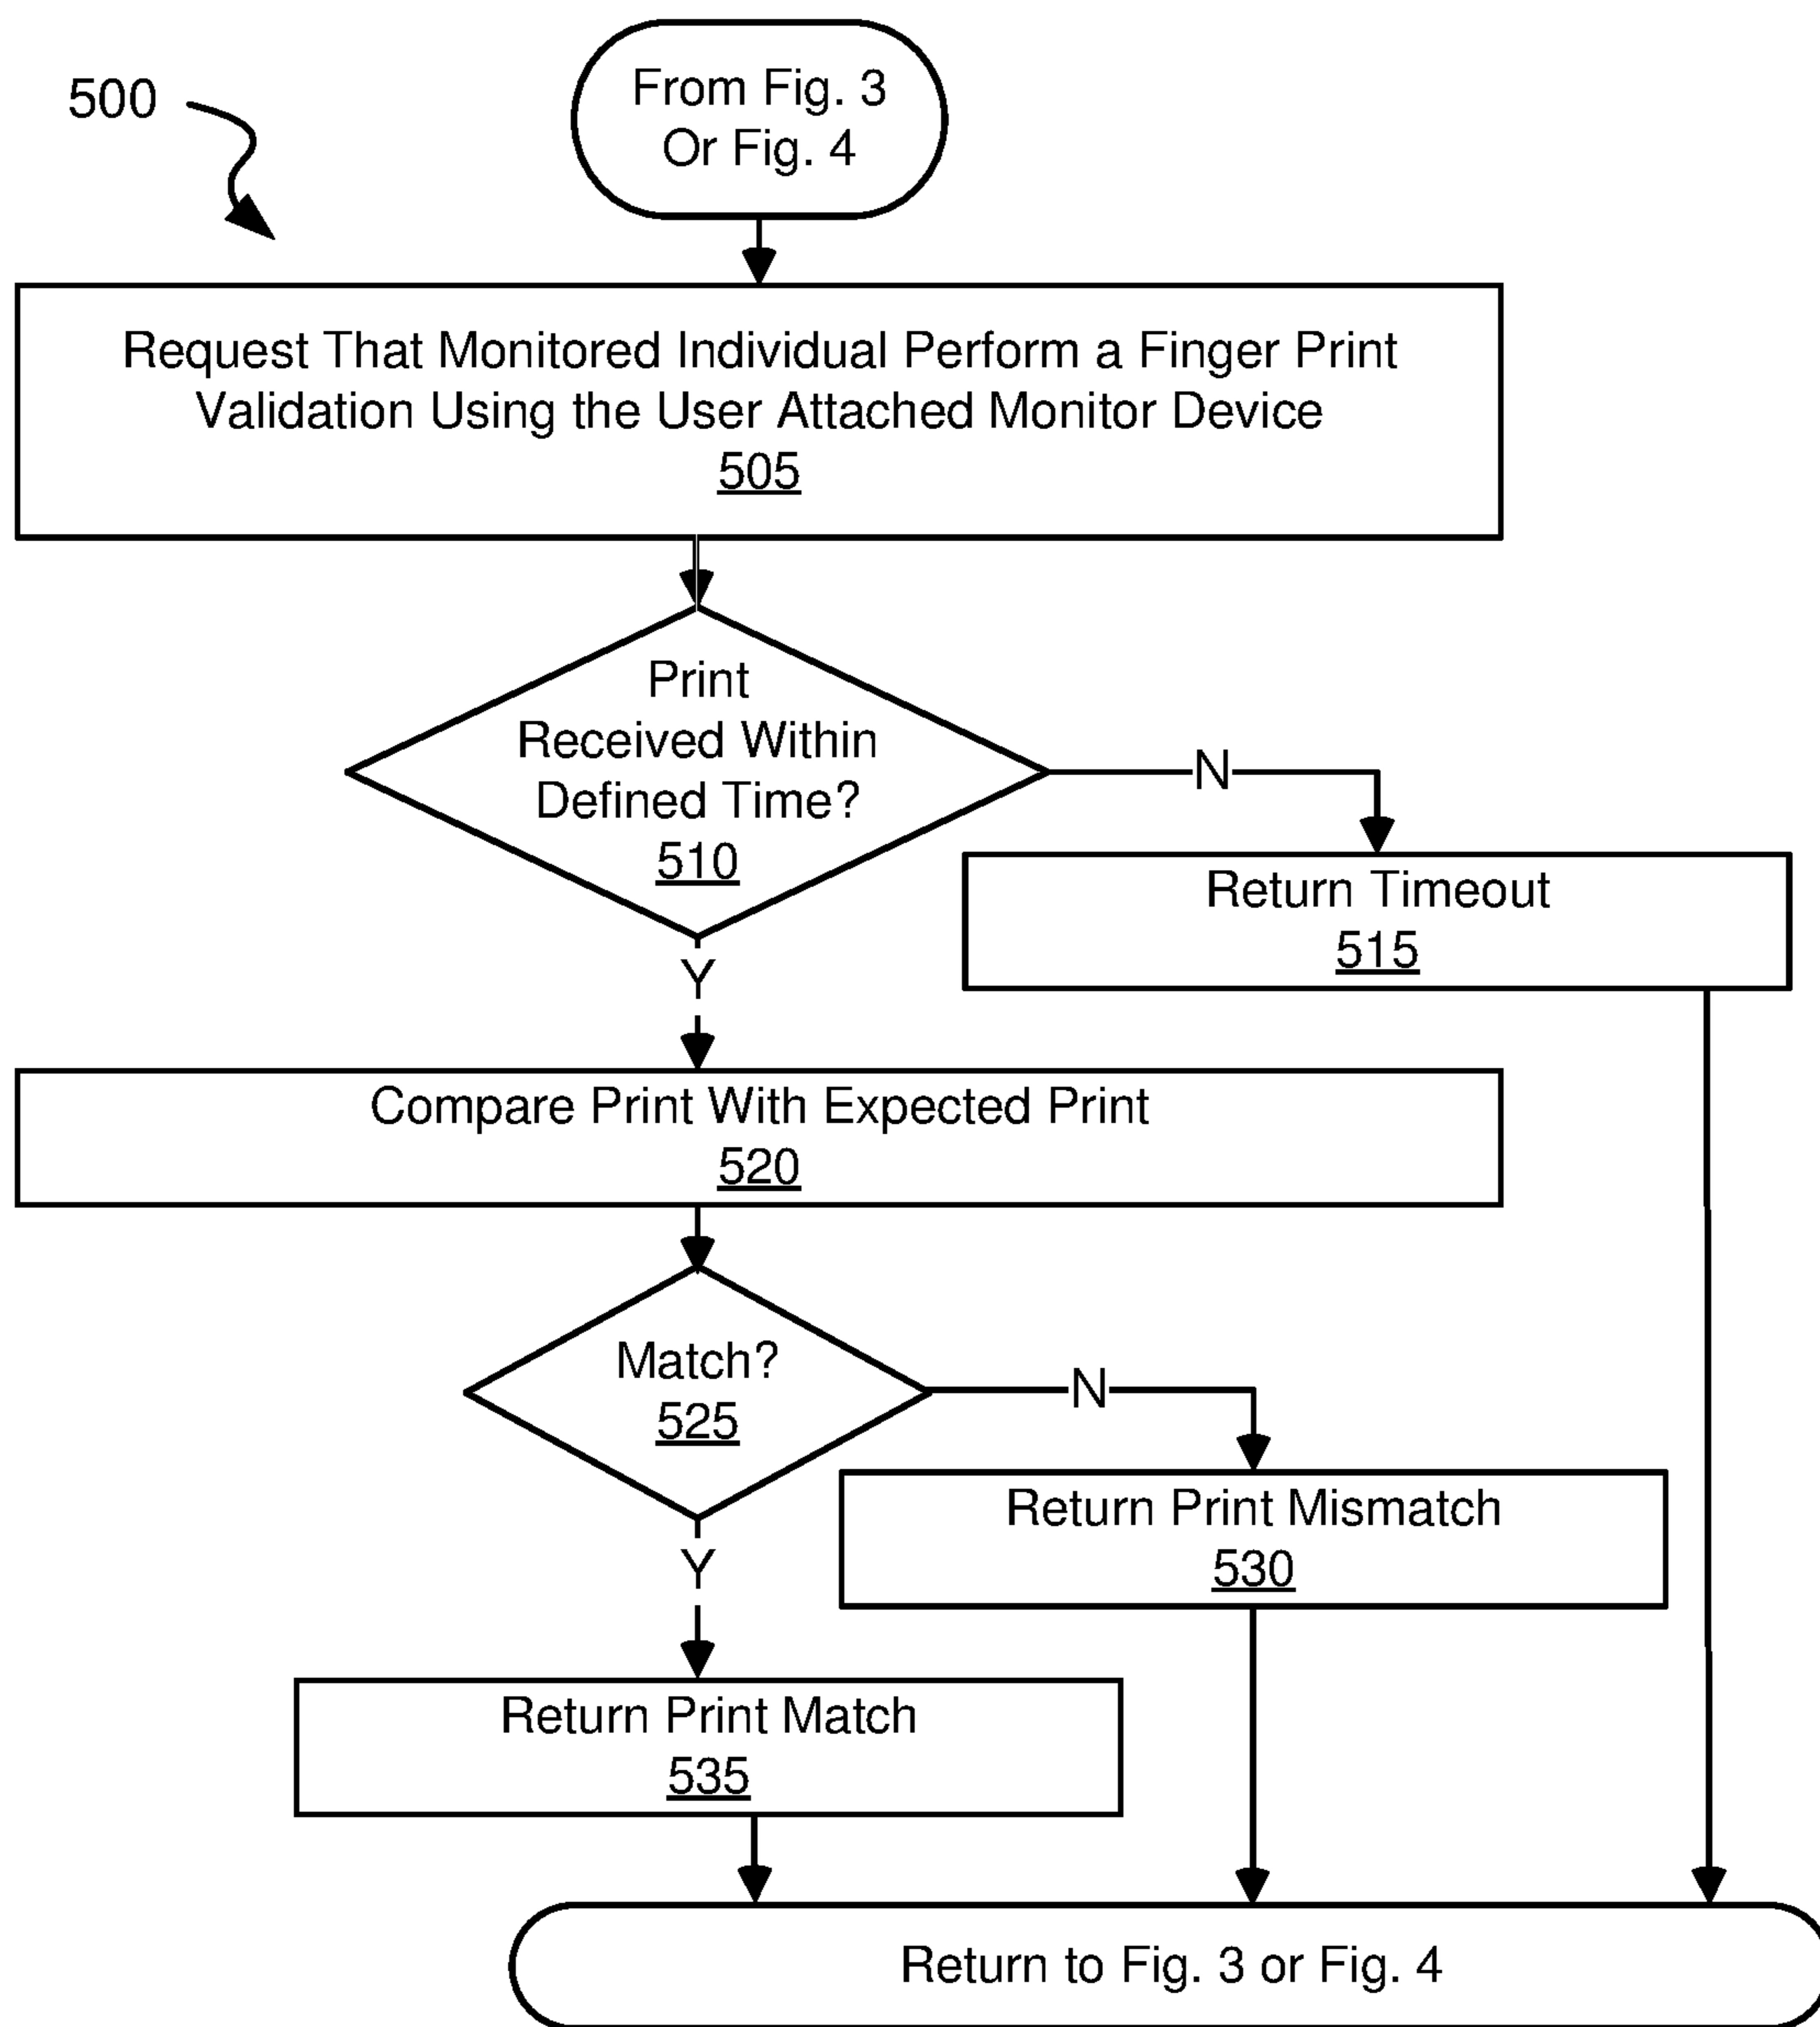 500
From Fig. 3
Or Fig. 4
Request That Monitored Individual Perform a Finger Print
Validation Using the User Attached Monitor Device
505
Print
Received Within
Defined Time?
510
N
Return Timeout
515
Y
Compare Print With Expected Print
520
Match?
525
N
Return Print Mismatch
530
Y
Return Print Match
535
Return to Fig. 3 or Fig. 4